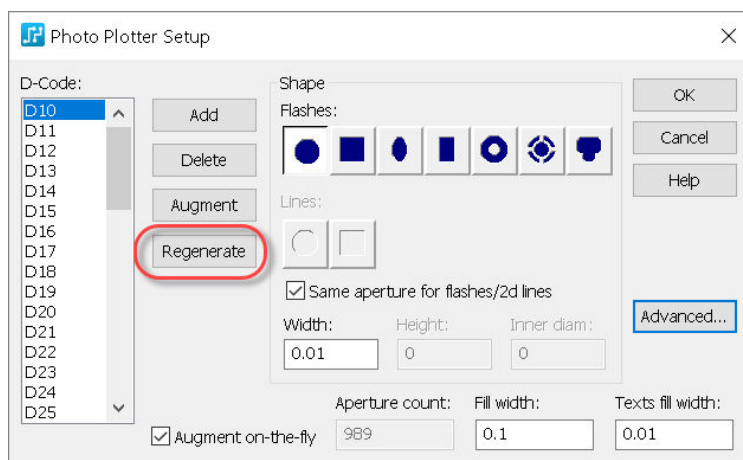 Photo Plotter Setup
D-Code:
D10
D11
D12
D13
D14
D15
D16
D17
D18
D19
D20
D21
D22
D23
D24
D25
Add
Delete
Augment
Regenerate
Augment on-the-fly
Shape
Flashes:
Lines:
Same aperture for flashes/2d lines
Width: Height: Inner diam:
0.01 0 0
Aperture count: Fill width: Texts fill width:
989 0.1 0.01
OK
Cancel
Help
Advanced...